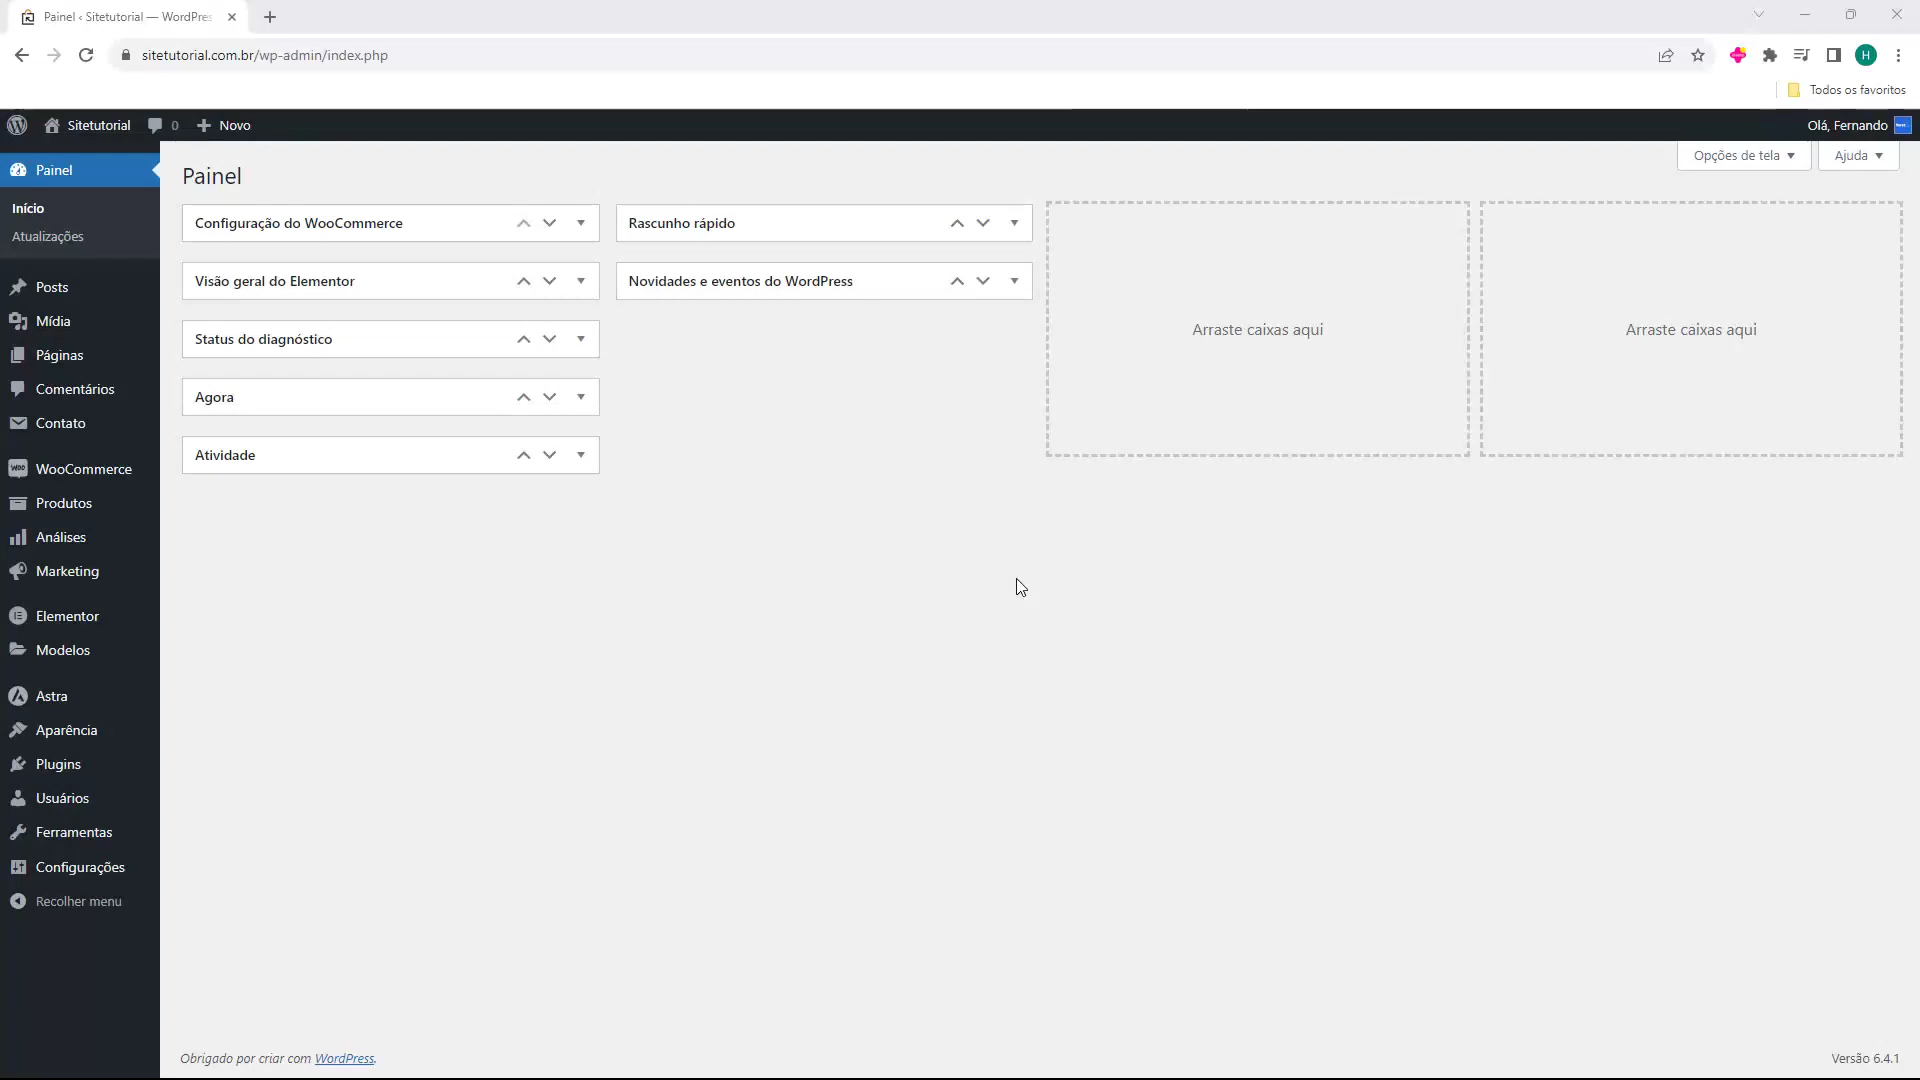 Painel ‹ Sitetutorial — WordPres
sitetutorial.com.br/wp-admin/index.php
H
Todos os favoritos
Sitetutorial
0
Novo
Olá, Fernando
Painel
Início
Atualizações
Posts
Mídia
Páginas
Comentários
Contato
WooCommerce
Produtos
Análises
Marketing
Elementor
Modelos
Astra
Aparência
Plugins
Usuários
Ferramentas
Configurações
Recolher menu
Opções de tela
Ajuda
Painel
Configuração do WooCommerce
Visão geral do Elementor
Status do diagnóstico
Agora
Atividade
Rascunho rápido
Novidades e eventos do WordPress
Arraste caixas aqui
Arraste caixas aqui
Obrigado por criar com WordPress.
Versão 6.4.1